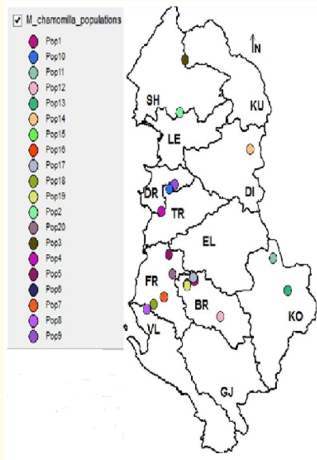 M_chamomilla_populations
Pop1
Pop10
Pop11
Pop12
Pop13
Pop14
Pop15
Pop16
Pop17
Pop18
Pop19
Pop2
Pop20
Pop3
Pop4
Pop5
Pop6
Pop7
Pop8
Pop9
N
SH
KU
LE
DR
DI
TR
EL
FR
BR
KO
VL
GJ